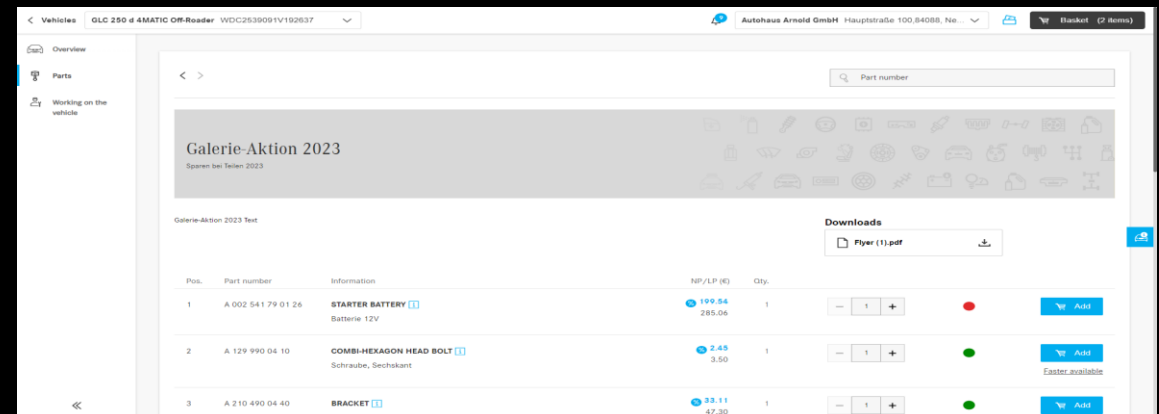 Vehicles GLC 250 d 4MATIC Off-Roader WDC2539091V192637 Autohaus Arnold GmbH Hauptstraße 100,84088, Ne... Basket (2 items)
Overview
Parts
Part number
Working on the
vehicle
Galerie-Aktion 2023
Sparen bei Teilen 2023
Galerie-Aktion 2023 Text
Downloads
Flyer (1).pdf
Pos. Part number Information NP/LP (€) Qty.
1 A 002 541 79 01 26 STARTER BATTERY i % 199.54 1 − 1 + Add
Batterie 12V 285.06
2 A 129 990 04 10 COMBI-HEXAGON HEAD BOLT i % 2.45 1 − 1 + Add
Schraube, Sechskant 3.50 Faster available
3 A 210 490 04 40 BRACKET i % 33.11 1 − 1 + Add
47.30